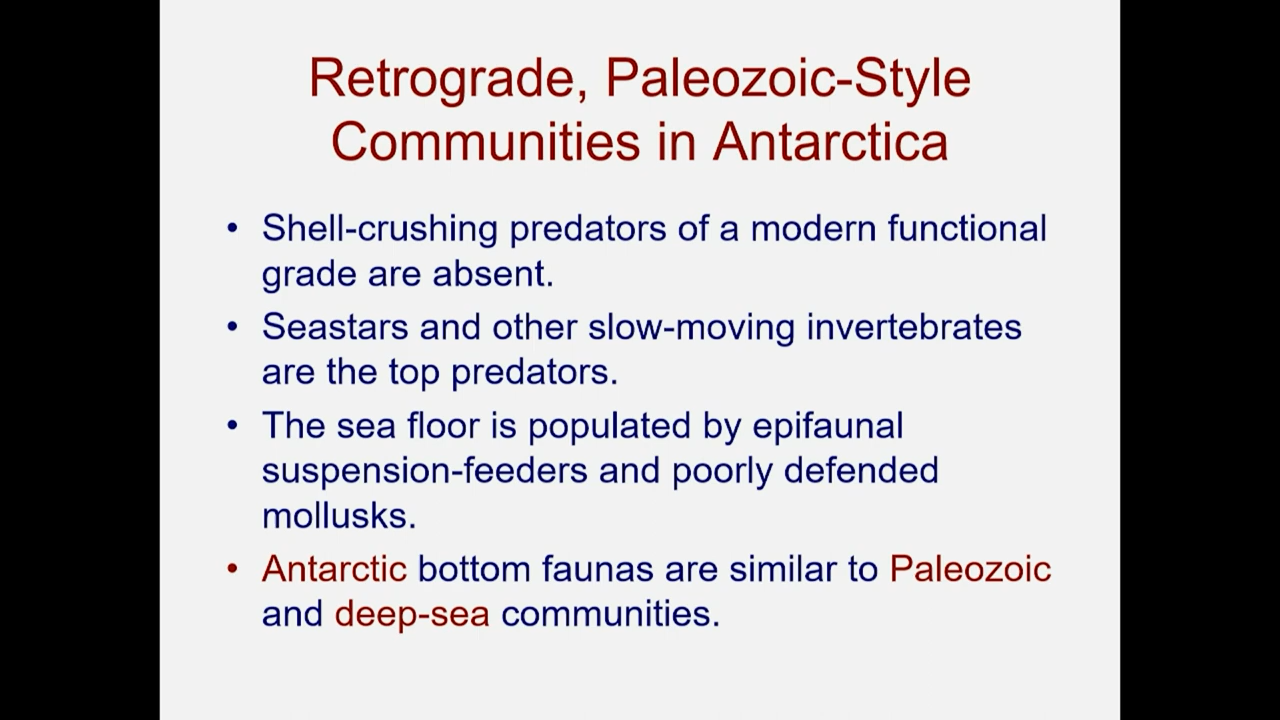 Retrograde, Paleozoic-Style
Communities in Antarctica
• Shell-crushing predators of a modern functional
grade are absent.
• Seastars and other slow-moving invertebrates
are the top predators.
• The sea floor is populated by epifaunal
suspension-feeders and poorly defended
mollusks.
• Antarctic bottom faunas are similar to Paleozoic
and deep-sea communities.